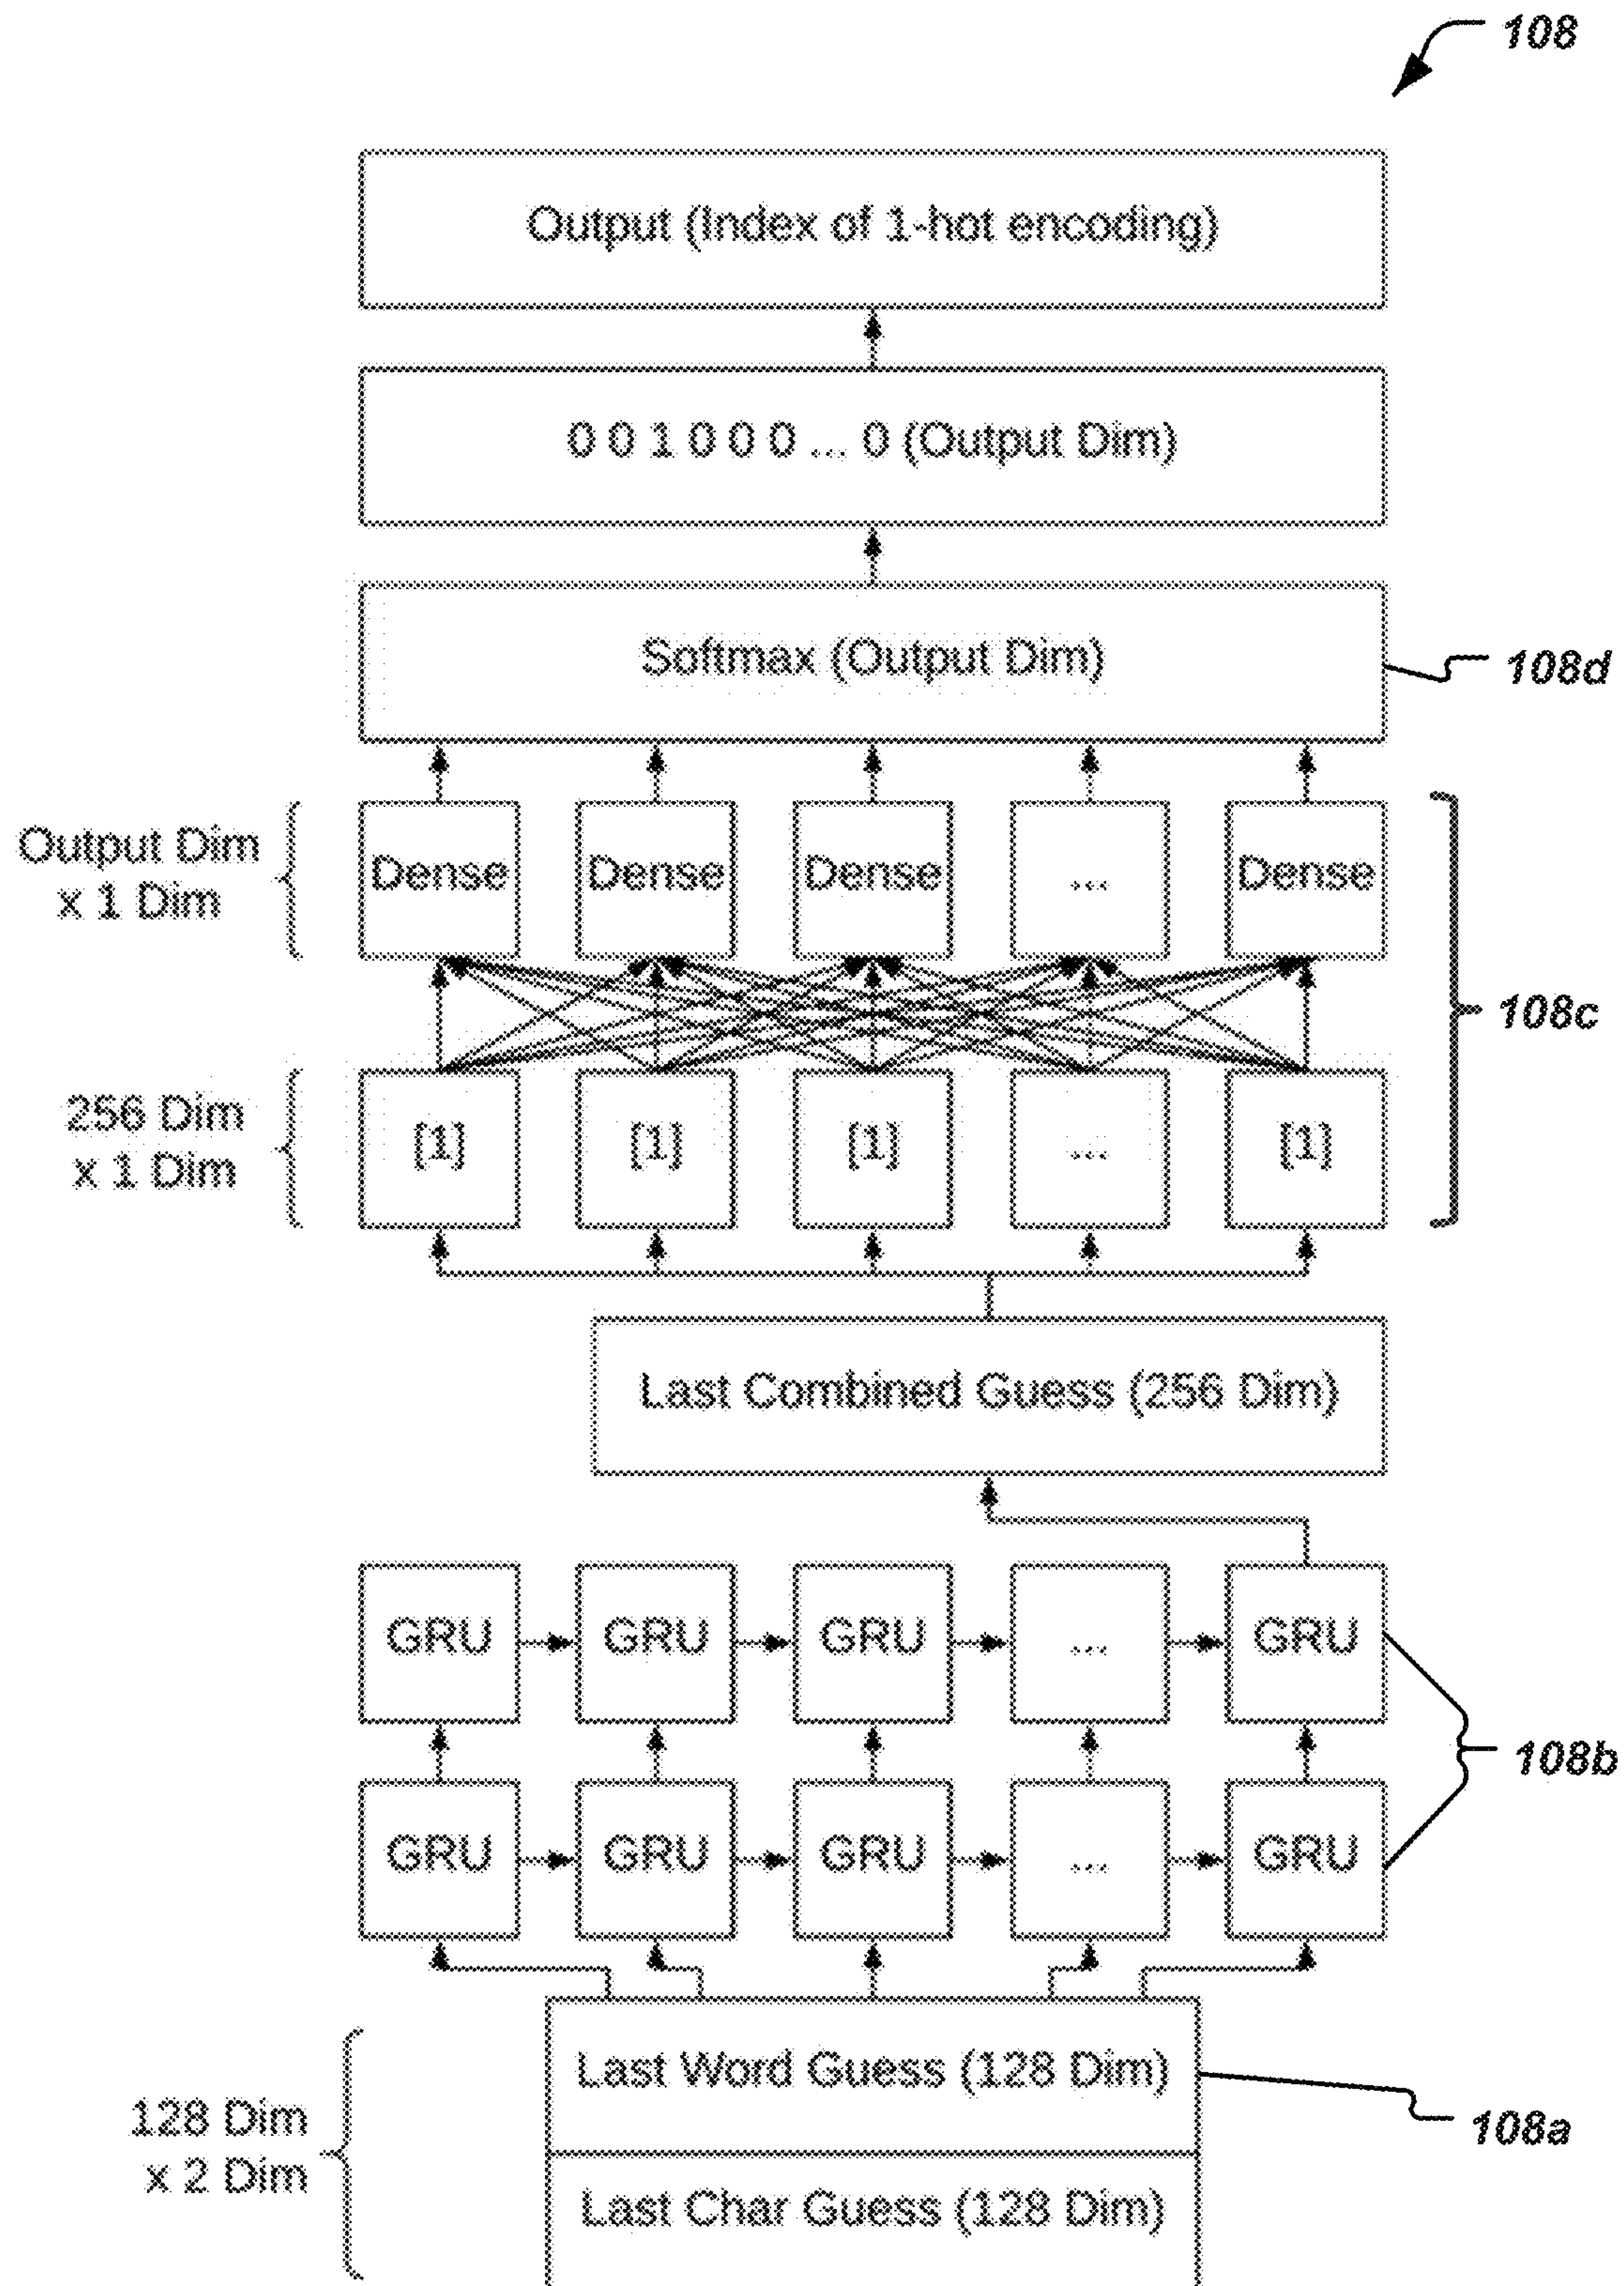 108
Output (Index of 1-hot encoding)
0 0 1 0 0 0 ... 0 (Output Dim)
Softmax (Output Dim)
108d
Output Dim
x 1 Dim
Dense
Dense
Dense
...
Dense
108c
256 Dim
x 1 Dim
[1]
[1]
[1]
...
[1]
Last Combined Guess (256 Dim)
GRU
GRU
GRU
...
GRU
108b
GRU
GRU
GRU
...
GRU
128 Dim
x 2 Dim
Last Word Guess (128 Dim)
108a
Last Char Guess (128 Dim)